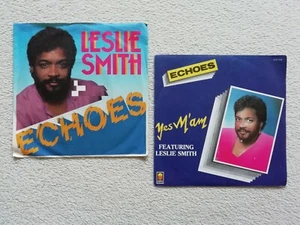 LESLIE
SMITH
ECHOES
ECHOES
yes M'am
FEATURING
LESLIE SMITH